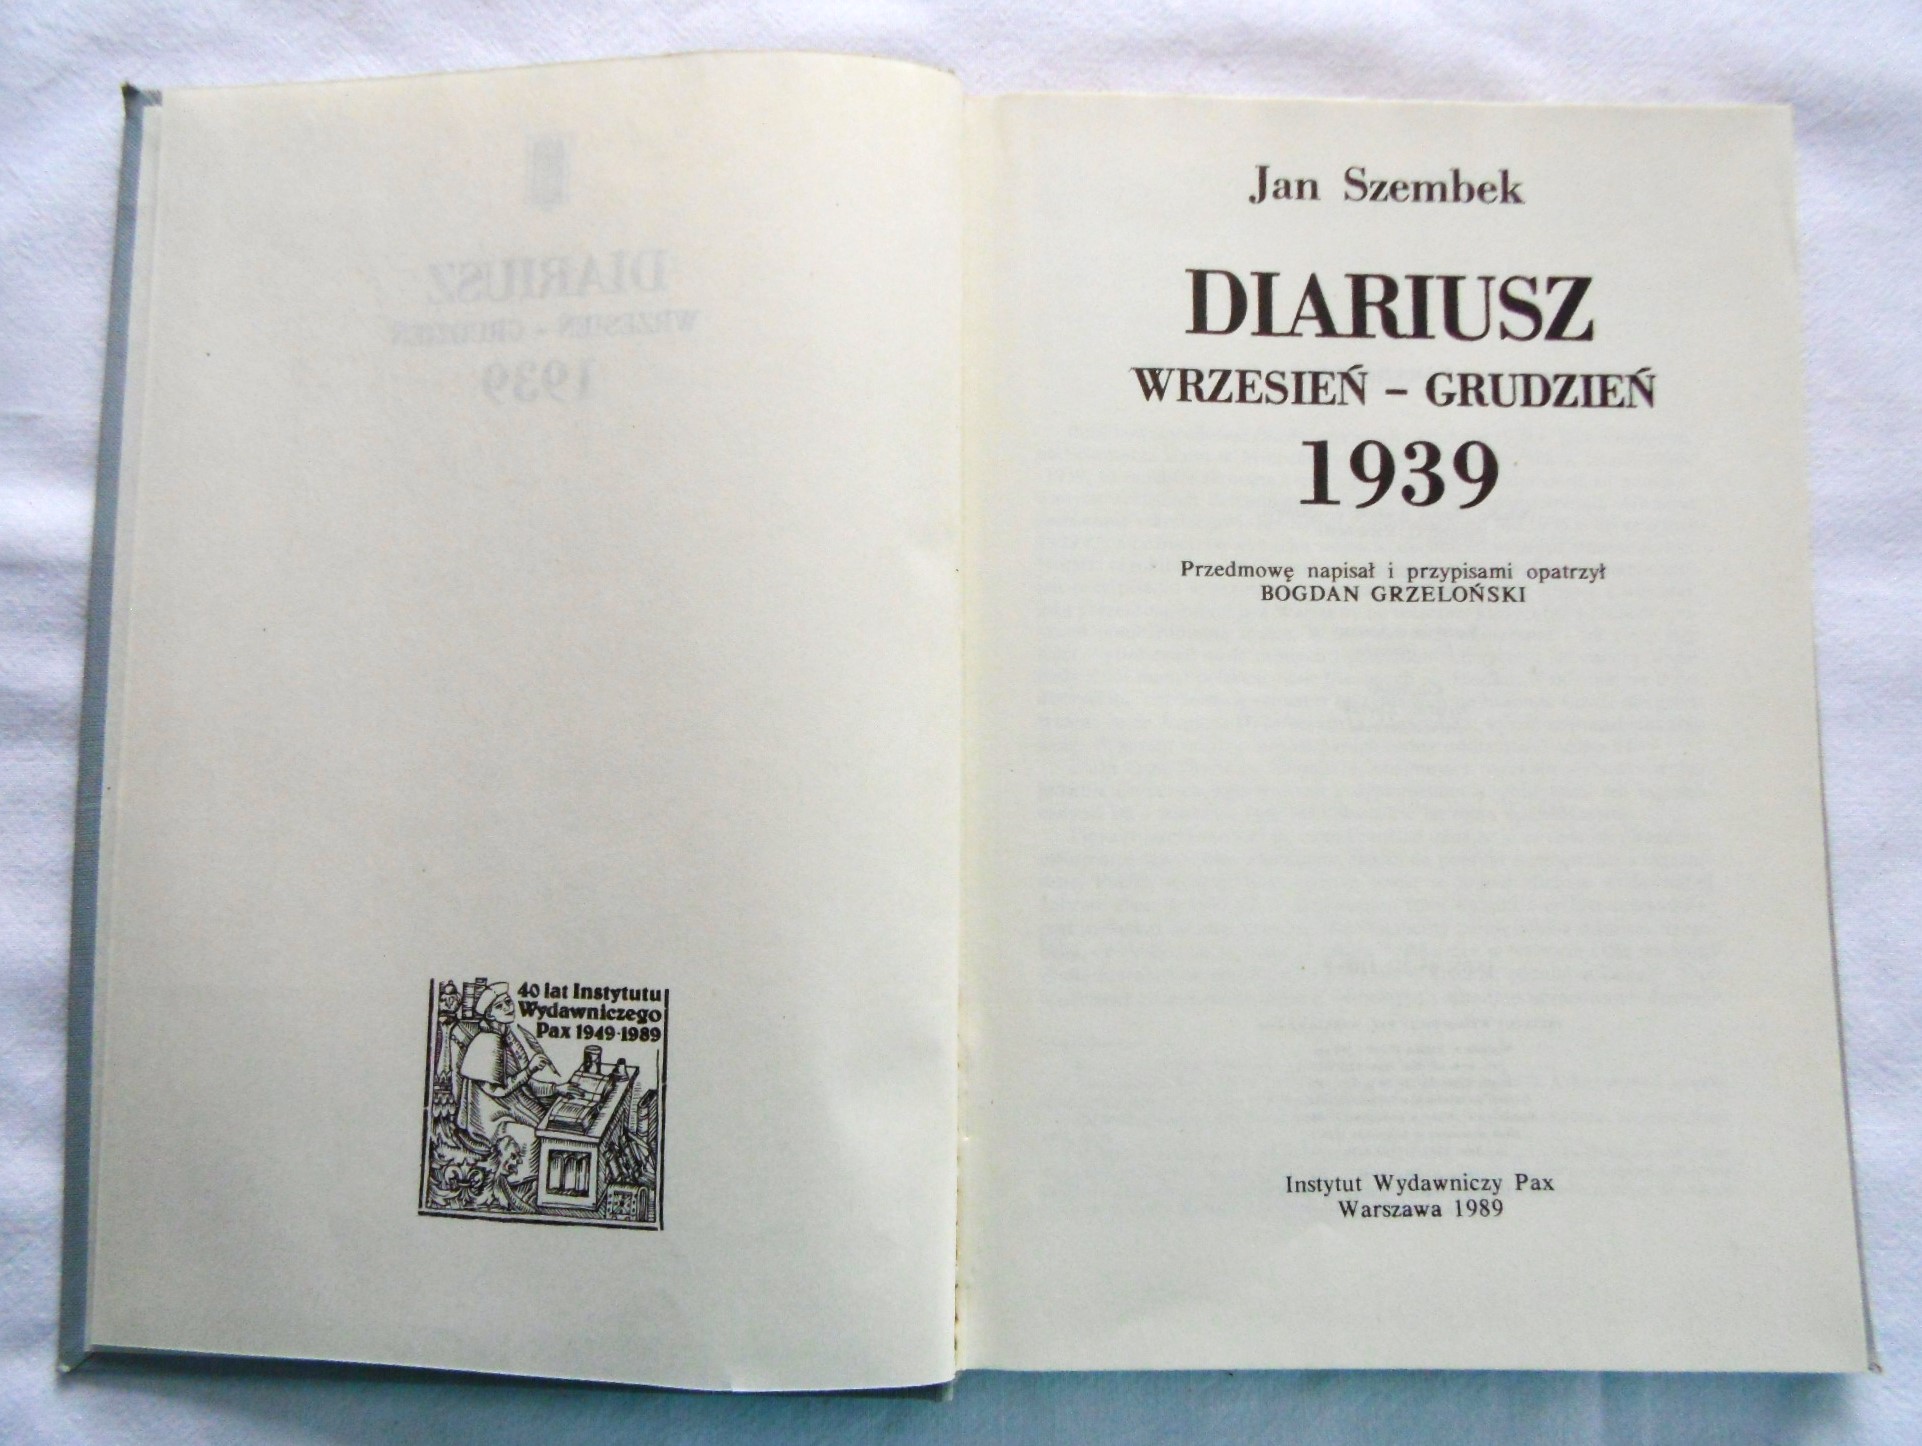 40 lat Instytutu
Wydawniczego
Pax 1949-1989
Jan Szembek
DIARIUSZ
WRZESIEŃ – GRUDZIEŃ
1939
Przedmowę napisał i przypisami opatrzył
BOGDAN GRZELOŃSKI
Instytut Wydawniczy Pax
Warszawa 1989